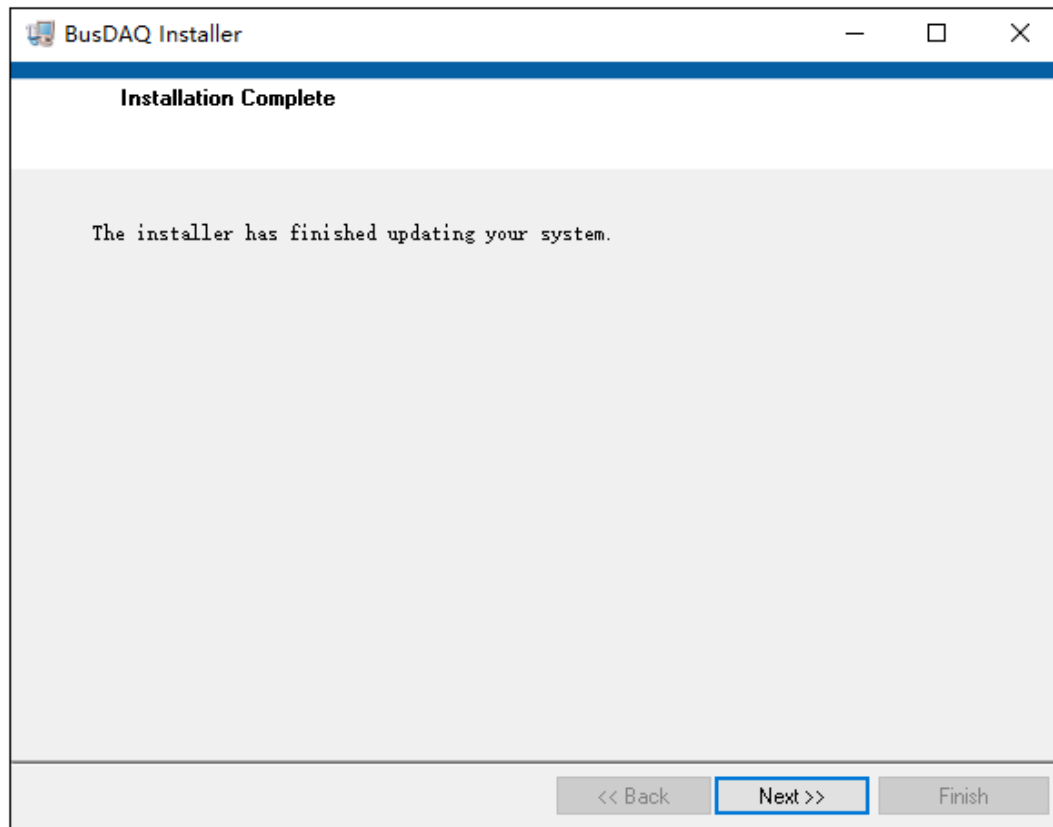 BusDAQ Installer
Installation Complete
The installer has finished updating your system.
<< Back
Next >>
Finish